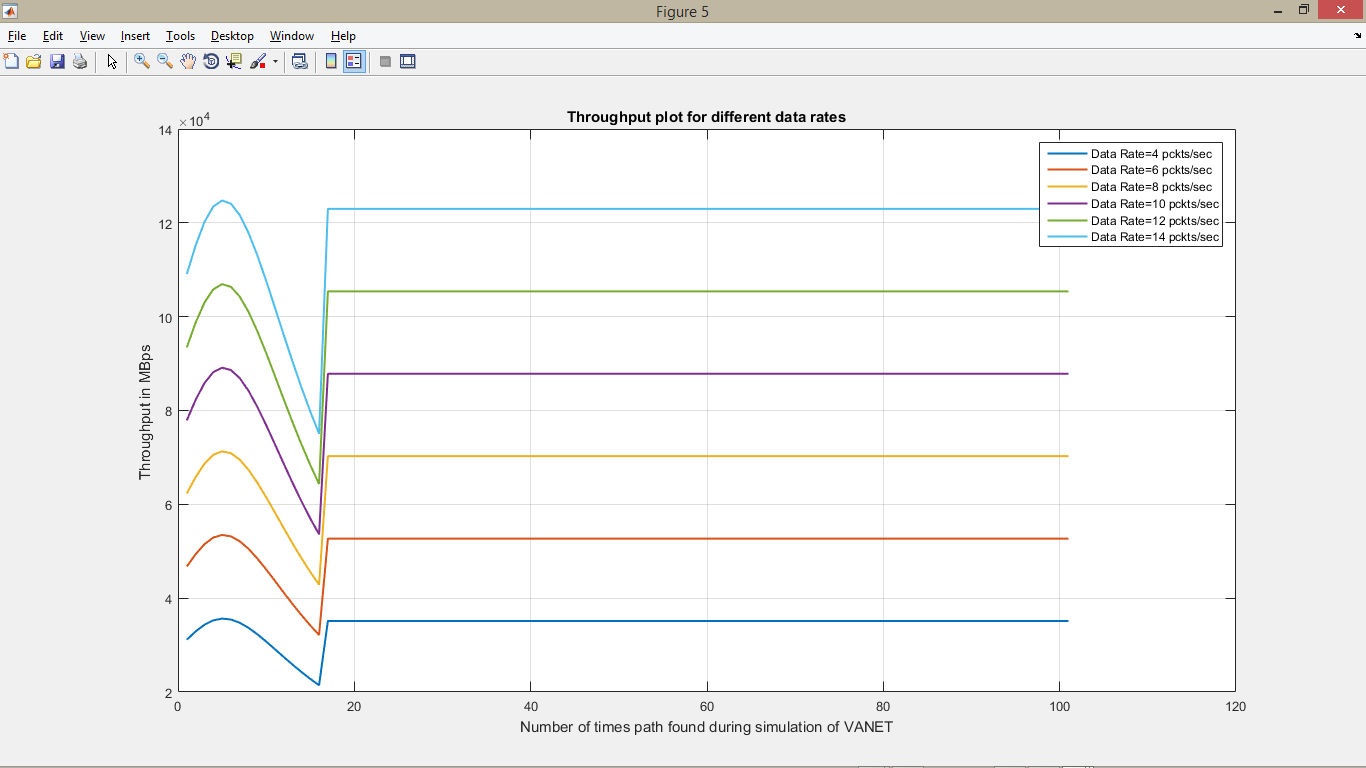 Figure 5
File Edit View Insert Tools Desktop Window Help
Throughput plot for different data rates
×10^4
14
12
10
8
6
4
2
0 20 40 60 80 100 120
Throughput in MBps
Number of times path found during simulation of VANET
Data Rate=4 pckts/sec
Data Rate=6 pckts/sec
Data Rate=8 pckts/sec
Data Rate=10 pckts/sec
Data Rate=12 pckts/sec
Data Rate=14 pckts/sec